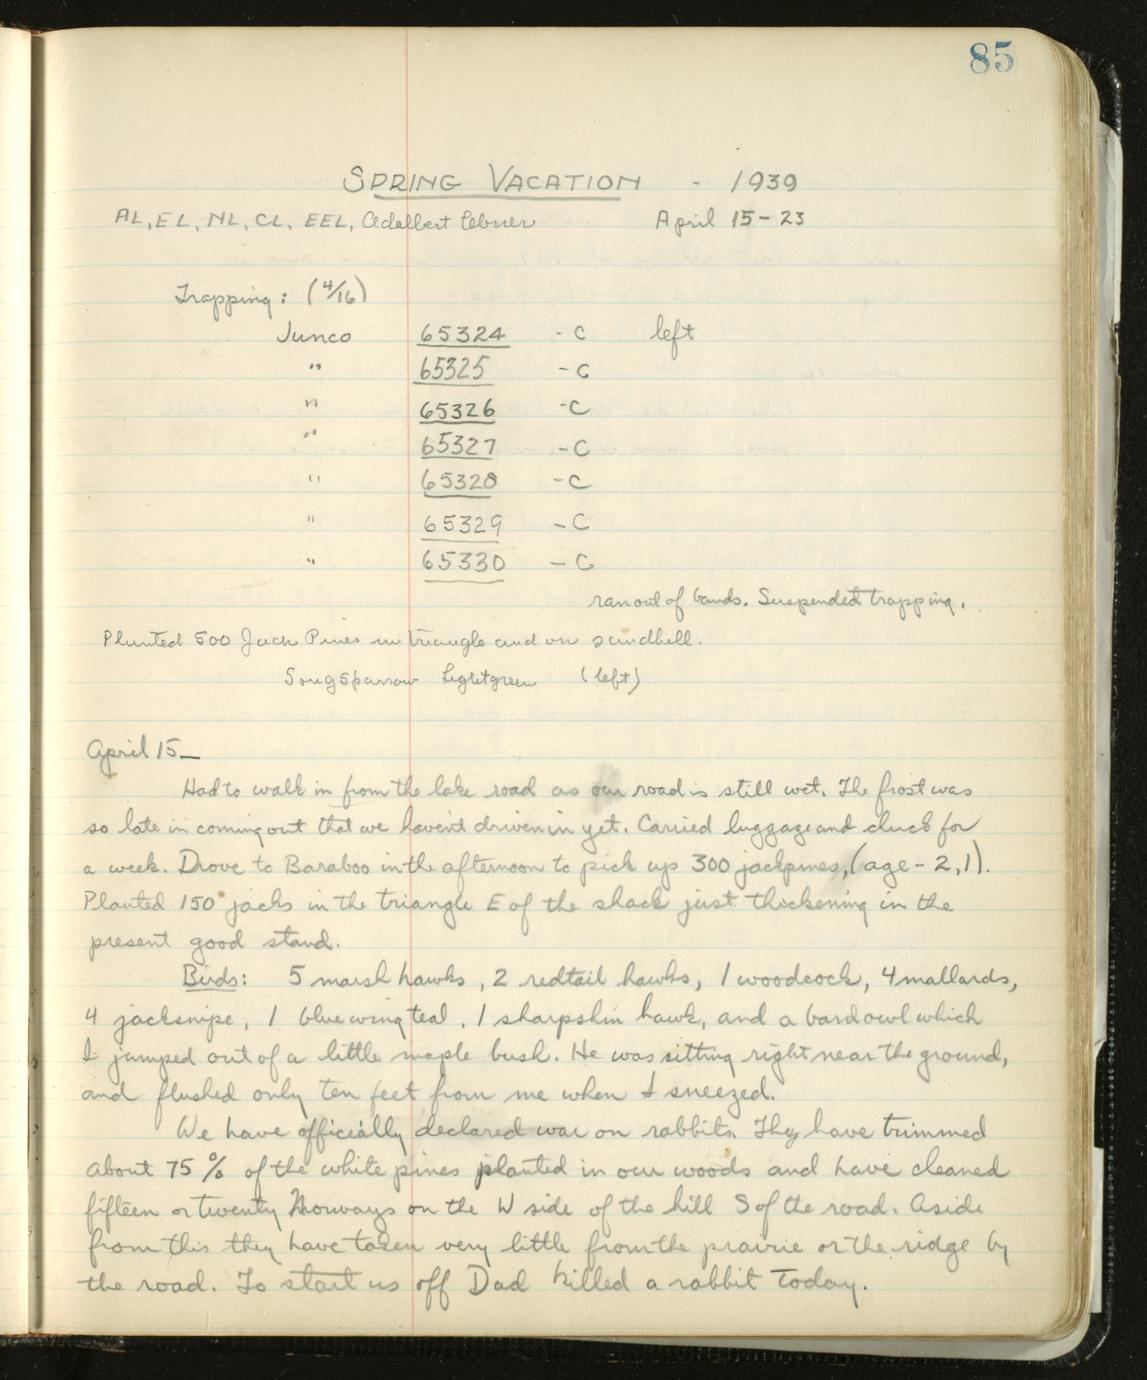 85
SPRING VACATION - 1939
AL, EL, NL, CL, EEL, Adalbert Ebner April 15-23
Trapping: (4/16)
Junco 65324 - C left
" 65325 - C
" 65326 - C
" 65327 - C
" 65328 - C
" 65329 - C
" 65330 - C
ran out of bands. Suspended trapping.
Planted 500 Jack Pines in triangle and on sandhill.
Song Sparrow Lightgreen (left)
April 15 —
Had to walk in from the lake road as our road is still wet. The frost was
so late in coming out that we haven't driven in yet. Carried luggage and chuck for
a week. Drove to Baraboo in the afternoon to pick up 300 jackpines, (age - 2,1).
Planted 150 jacks in the triangle E of the shack just thickening in the
present good stand.
Birds: 5 marsh hawks, 2 redtail hawks, 1 woodcock, 4 mallards,
4 jacksnipe, 1 bluewing teal, 1 sharpshin hawk, and a bard owl which
I jumped out of a little maple bush. He was sitting right near the ground,
and flushed only ten feet from me when I sneezed.
We have officially declared war on rabbits. They have trimmed
about 75% of the white pines planted in our woods and have cleaned
fifteen or twenty Norways on the W side of the hill S of the road. Aside
from this they have taken very little from the prairie or the ridge by
the road. To start us off Dad killed a rabbit today.